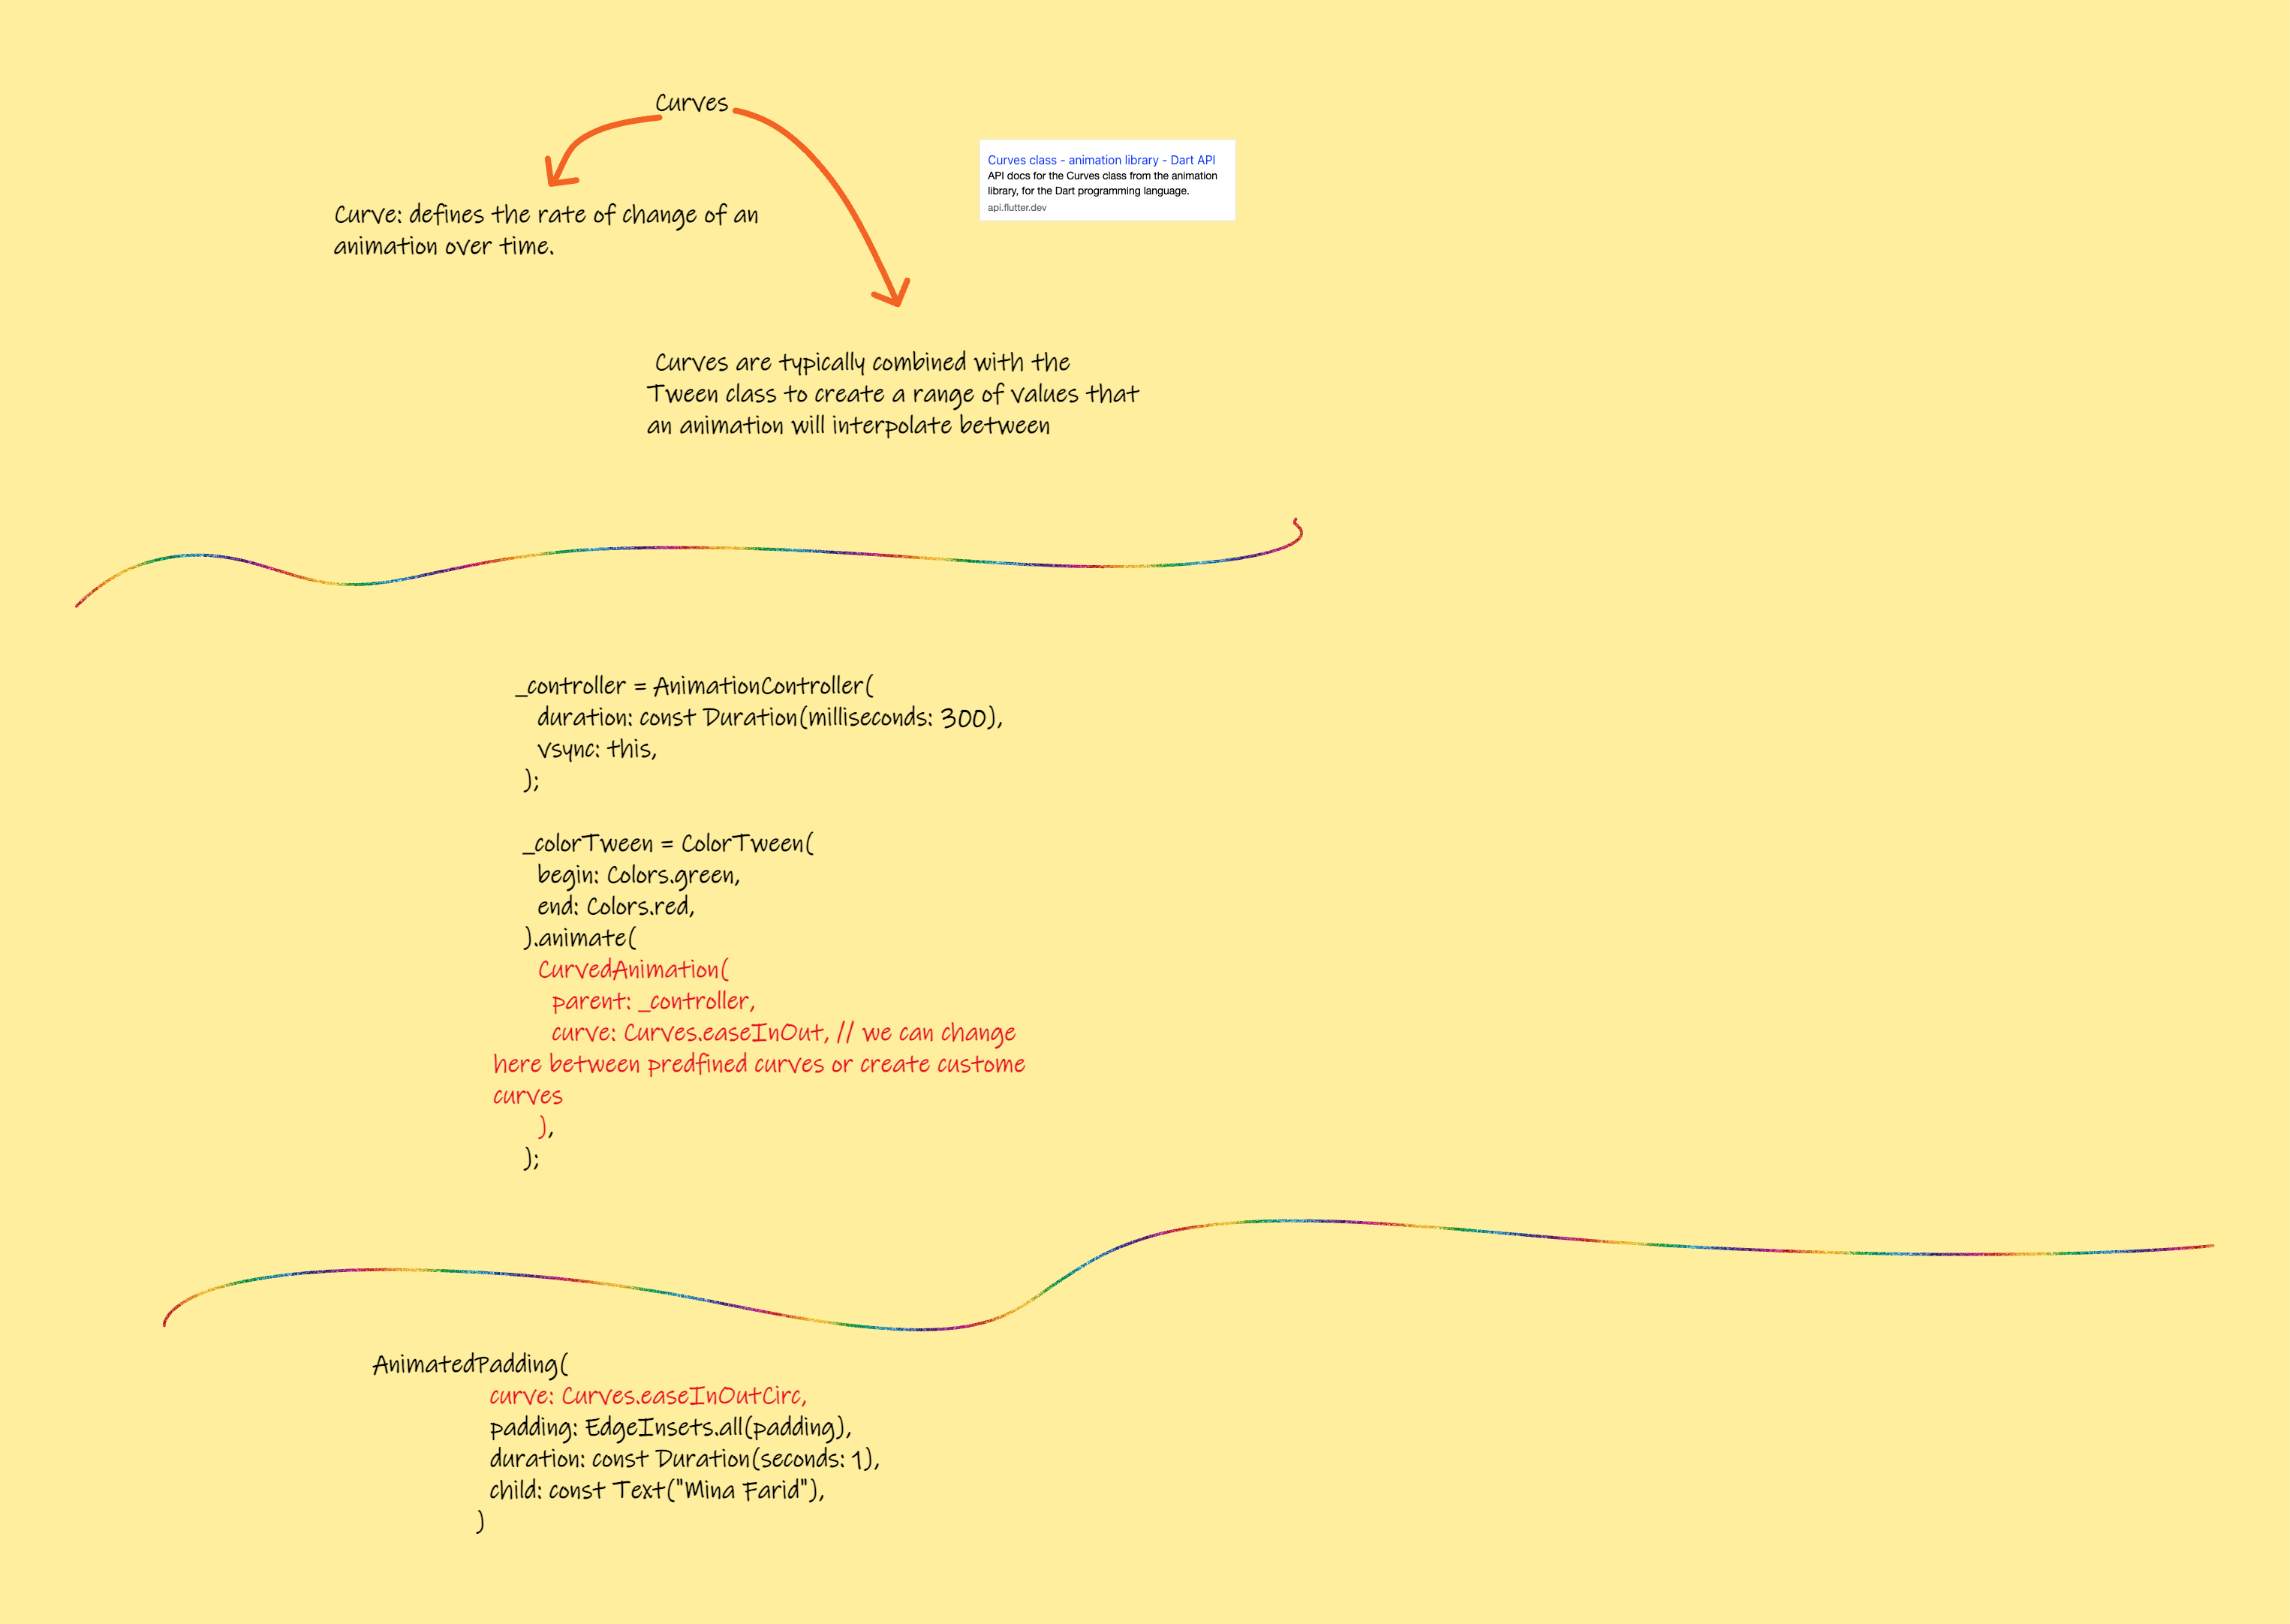 Curves
Curves class - animation library - Dart API
API docs for the Curves class from the animation
library, for the Dart programming language.
api.flutter.dev
Curve: defines the rate of change of an
animation over time.
Curves are typically combined with the
Tween class to create a range of values that
an animation will interpolate between
_controller = AnimationController(
duration: const Duration(milliseconds: 300),
vsync: this,
);
_colorTween = ColorTween(
begin: Colors.green,
end: Colors.red,
).animate(
CurvedAnimation(
parent: _controller,
curve: Curves.easeInOut, // we can change
here between predfined curves or create custome
curves
),
);
AnimatedPadding(
curve: Curves.easeInOutCirc,
padding: EdgeInsets.all(padding),
duration: const Duration(seconds: 1),
child: const Text("Mina Farid"),
)